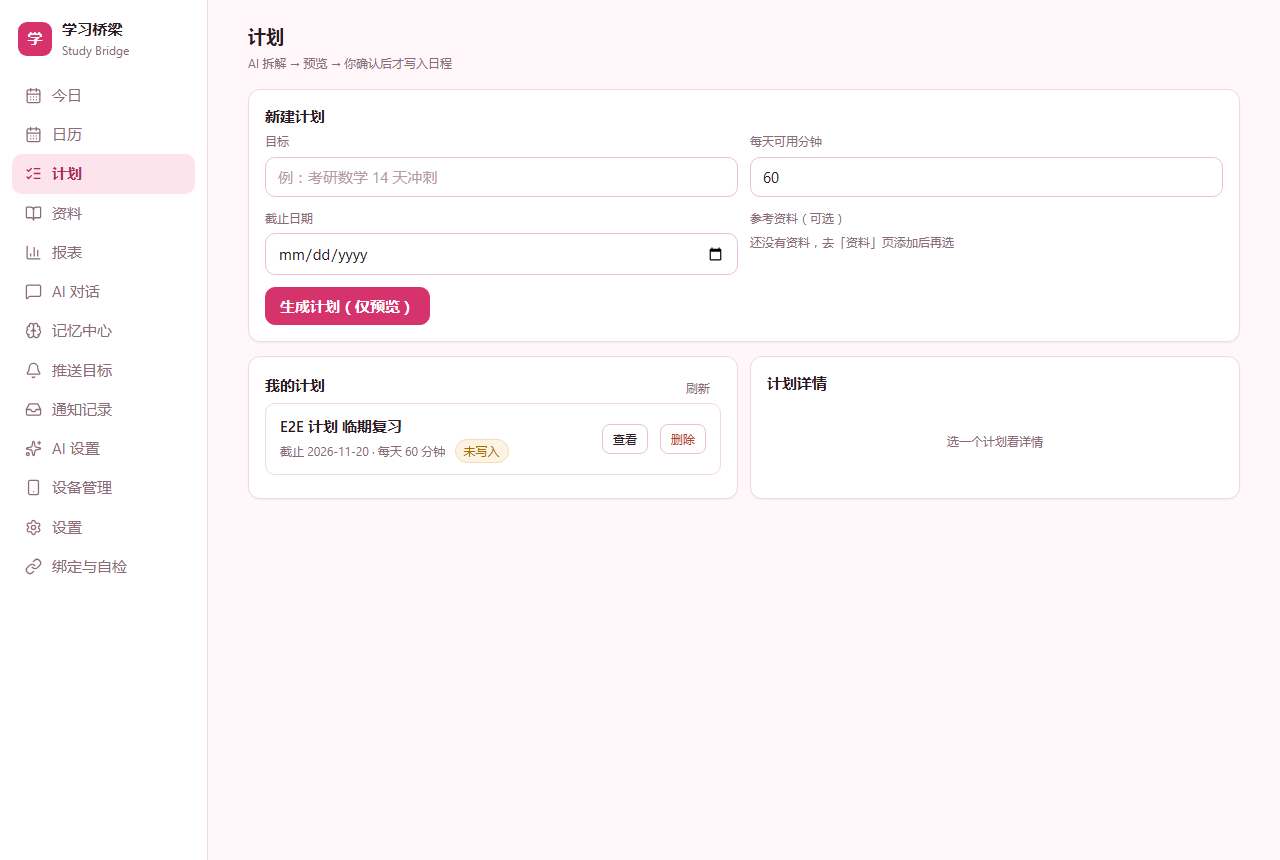 学
学习桥梁
Study Bridge
今日
日历
计划
资料
报表
AI 对话
记忆中心
推送目标
通知记录
AI 设置
设备管理
设置
绑定与自检
计划
AI 拆解 → 预览 → 你确认后才写入日程
新建计划
目标
例：考研数学 14 天冲刺
每天可用分钟
60
截止日期
mm/dd/yyyy
参考资料（可选）
还没有资料，去「资料」页添加后再选
生成计划（仅预览）
我的计划
刷新
E2E 计划 临期复习
截止 2026-11-20 · 每天 60 分钟 未写入
查看
删除
计划详情
选一个计划看详情